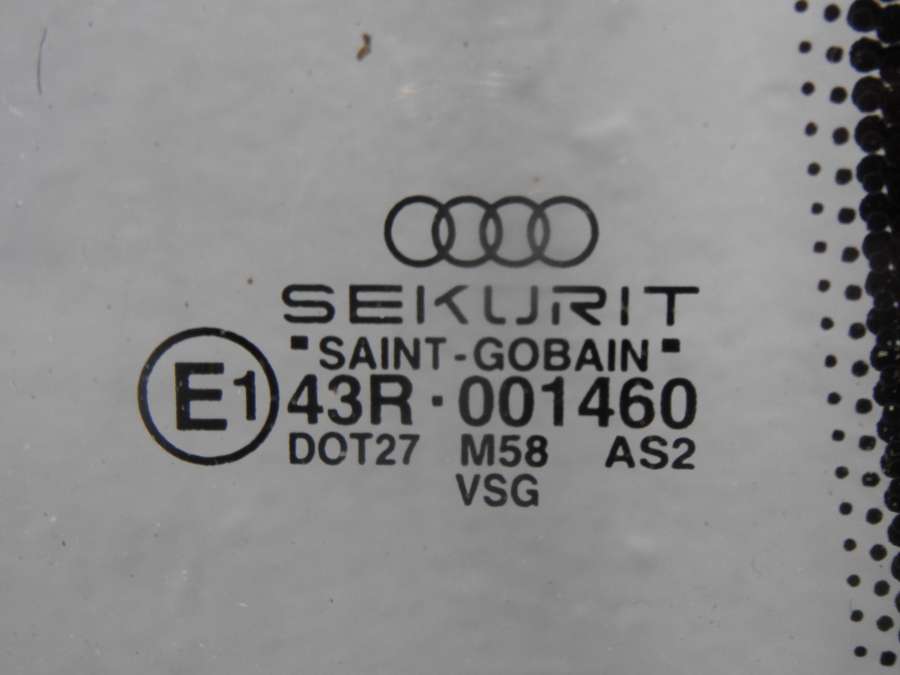 SEKURIT
"SAINT-GOBAIN"
E1 43R·001460
DOT27 M58 AS2
VSG